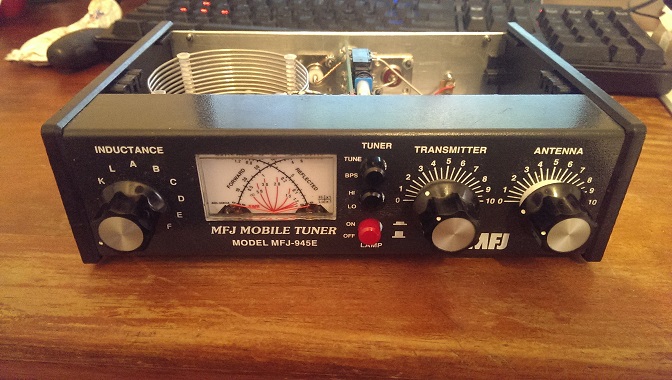 INDUCTANCE
K L A B C D E F
FORWARD
REFLECTED
MFJ MOBILE TUNER
MODEL MFJ-945E
TUNER
TUNE
BPS
HI
LO
ON
OFF
LAMP
TRANSMITTER
0 1 2 3 4 5 6 7 8 9 10
ANTENNA
0 1 2 3 4 5 6 7 8 9 10
MFJ